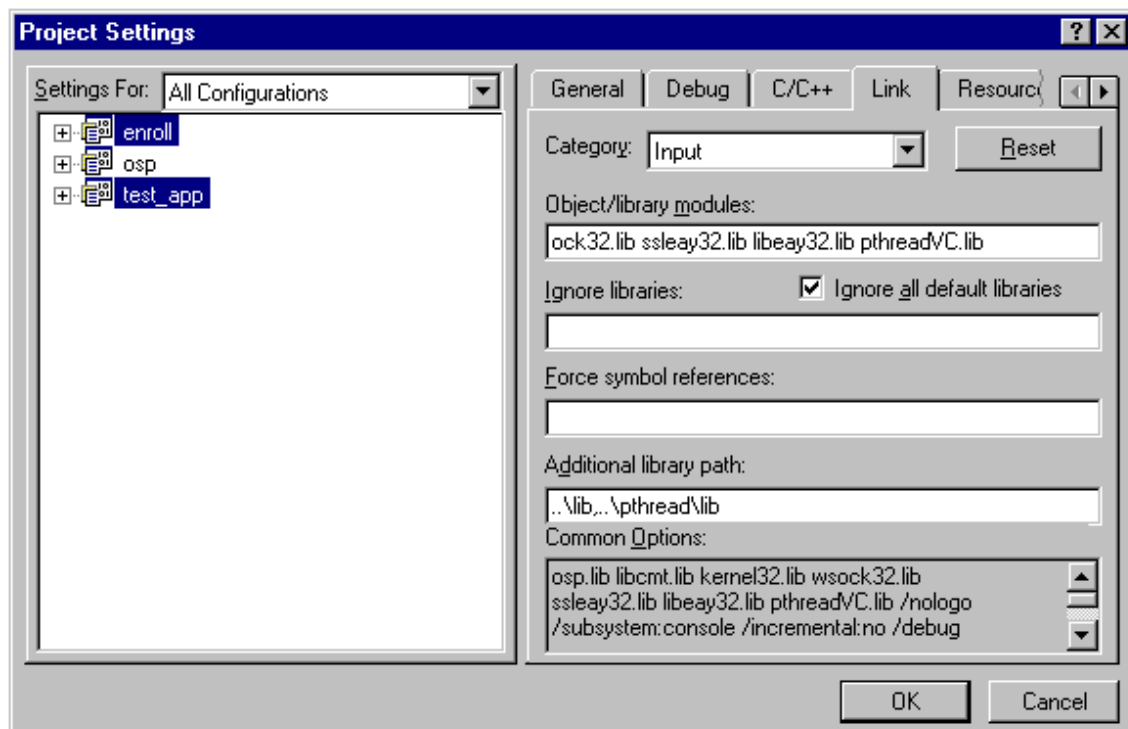 Project Settings
Settings For: All Configurations
enroll
osp
test_app
General Debug C/C++ Link Resourc
Category: Input Reset
Object/library modules:
ock32.lib ssleay32.lib libeay32.lib pthreadVC.lib
Ignore libraries: Ignore all default libraries
Force symbol references:
Additional library path:
..\lib,..\pthread\lib
Common Options:
osp.lib libcmt.lib kernel32.lib wsock32.lib
ssleay32.lib libeay32.lib pthreadVC.lib /nologo
/subsystem:console /incremental:no /debug
OK Cancel